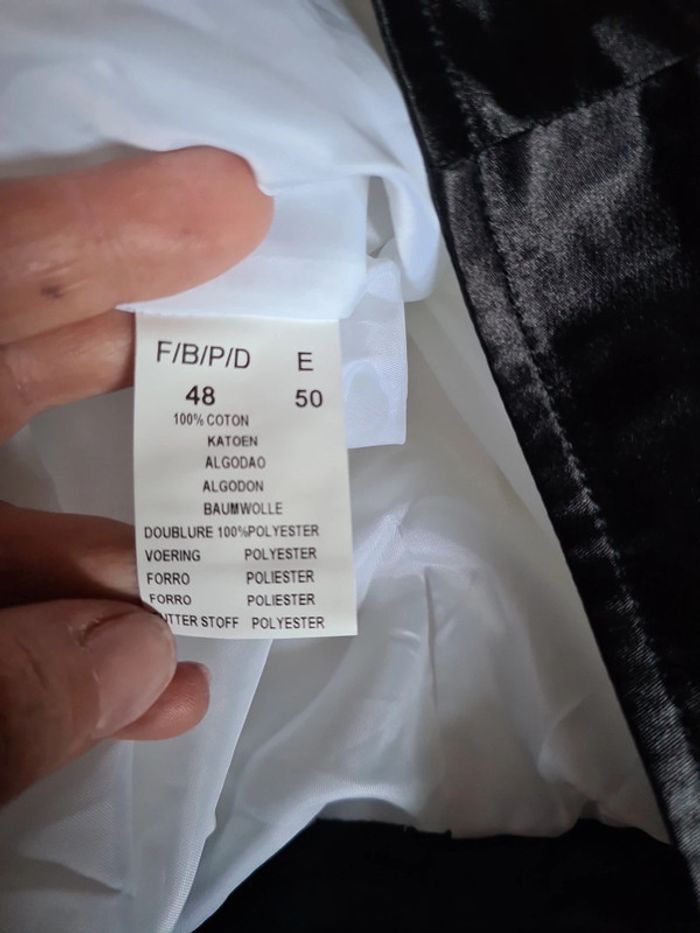 F/B/P/D E
48 50
100% COTON
KATOEN
ALGODAO
ALGODON
BAUMWOLLE
DOUBLURE 100%POLYESTER
VOERING POLYESTER
FORRO POLIESTER
FORRO POLIESTER
STOFF POLYESTER